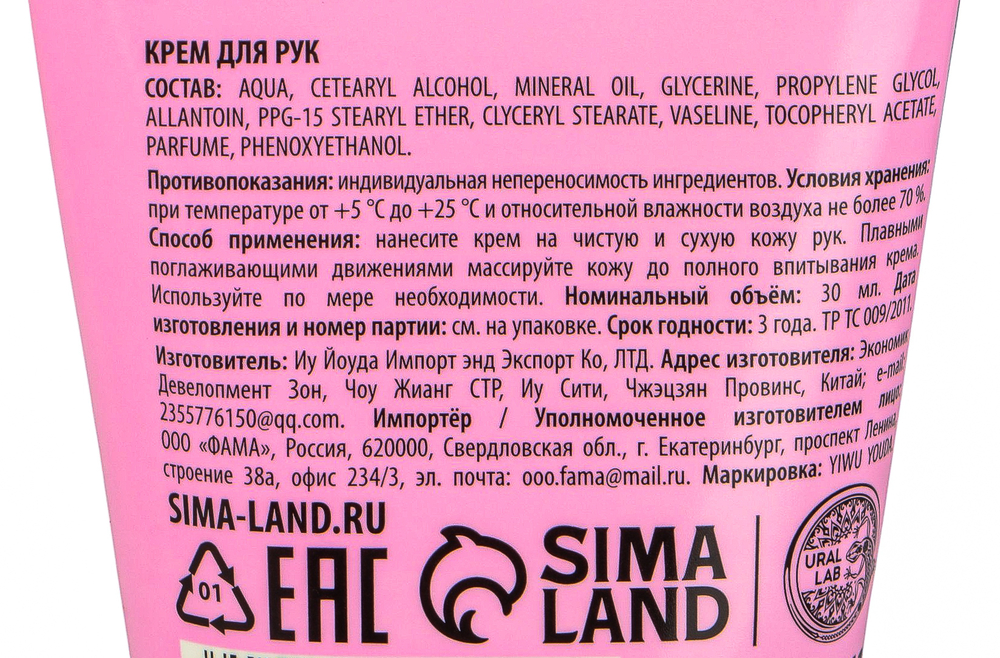 КРЕМ ДЛЯ РУК
СОСТАВ: AQUA, CETEARYL ALCOHOL, MINERAL OIL, GLYCERINE, PROPYLENE GLYCOL,
ALLANTOIN, PPG-15 STEARYL ETHER, CLYCERYL STEARATE, VASELINE, TOCOPHERYL ACETATE,
PARFUME, PHENOXYETHANOL.
Противопоказания: индивидуальная непереносимость ингредиентов. Условия хранения:
при температуре от +5 °С до +25 °С и относительной влажности воздуха не более 70 %.
Способ применения: нанесите крем на чистую и сухую кожу рук. Плавными
поглаживающими движениями массируйте кожу до полного впитывания крема.
Используйте по мере необходимости. Номинальный объём: 30 мл. Дата
изготовления и номер партии: см. на упаковке. Срок годности: 3 года. ТР ТС 009/2011.
Изготовитель: Иу Йоуда Импорт энд Экспорт Ко, ЛТД. Адрес изготовителя: Экономик
Девелопмент Зон, Чоу Жианг СТР, Иу Сити, Чжэцзян Провинс, Китай; e-mail:
2355776150@qq.com. Импортёр / Уполномоченное изготовителем лицо:
ООО «ФАМА», Россия, 620000, Свердловская обл., г. Екатеринбург, проспект Ленина,
строение 38а, офис 234/3, эл. почта: ooo.fama@mail.ru. Маркировка: YIWU YOUDA
SIMA-LAND.RU
01
EAC
SIMA
LAND
URAL
LAB